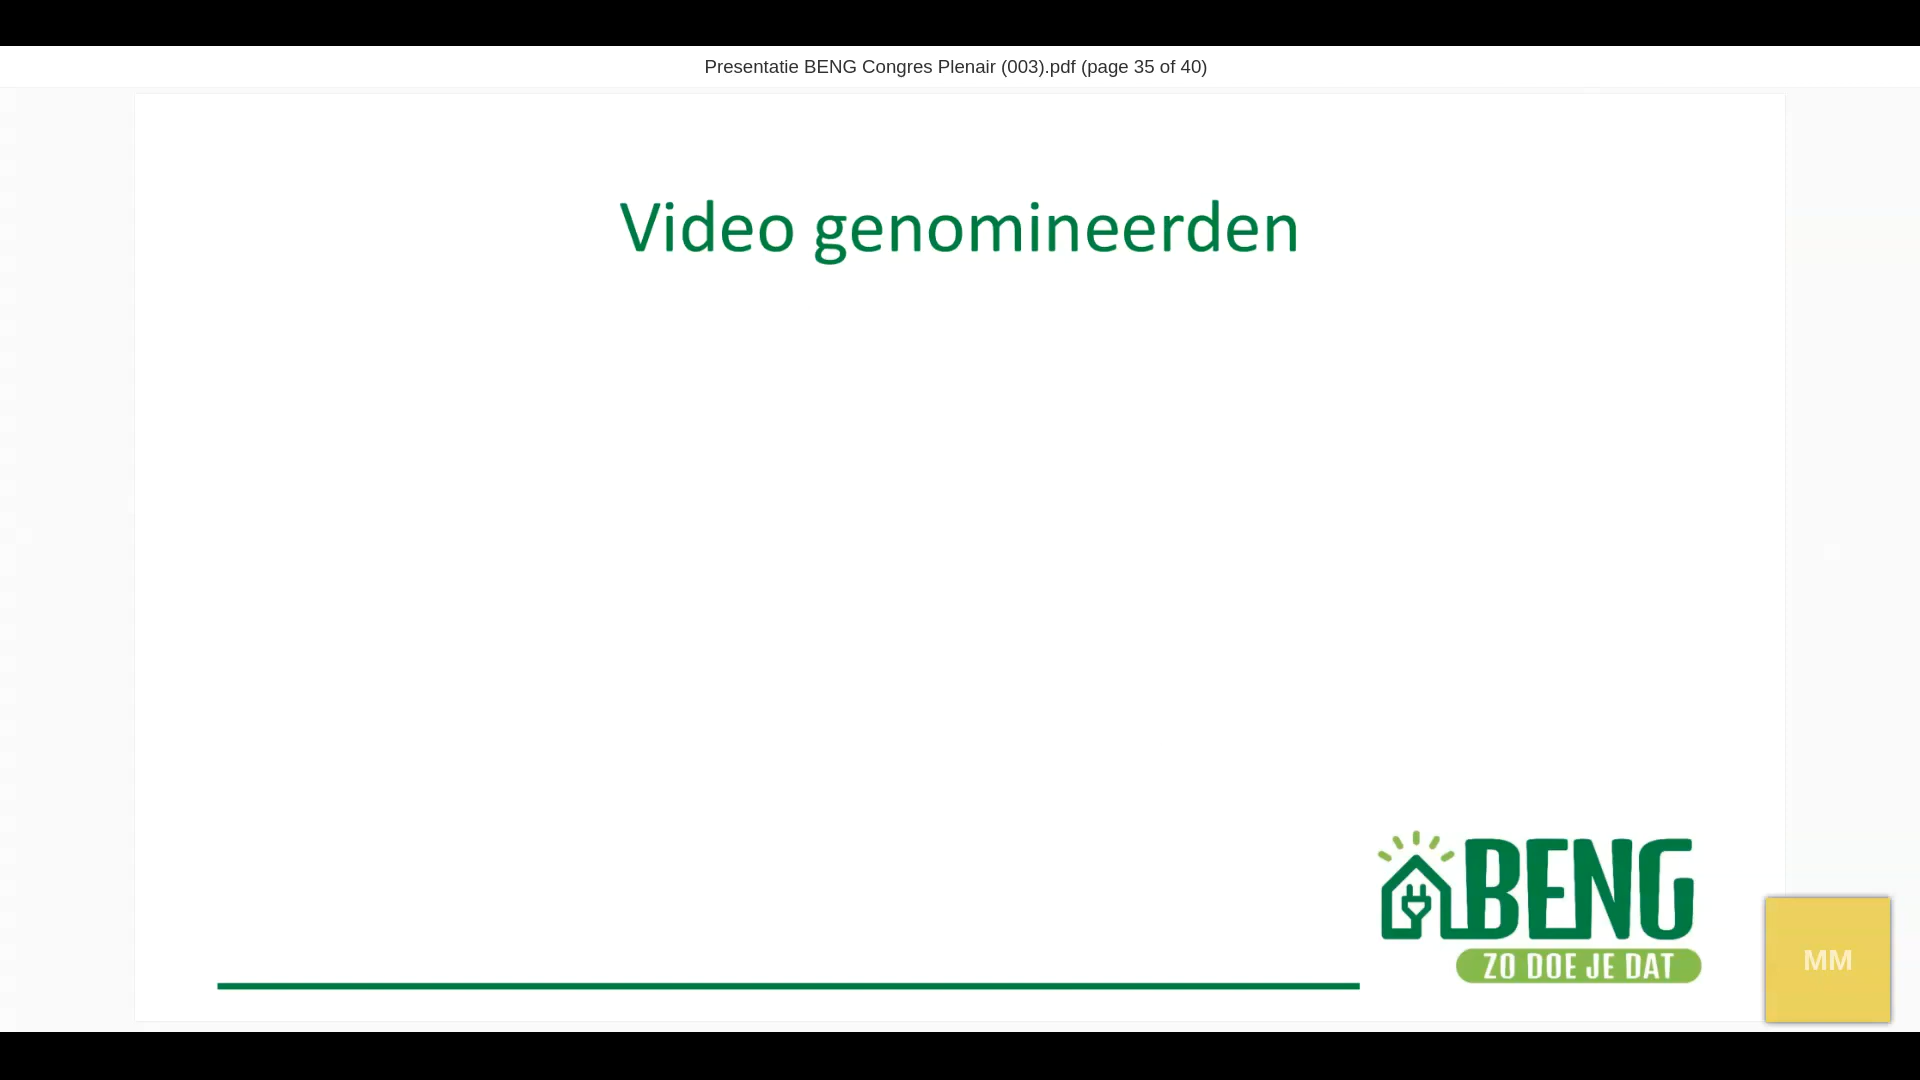 Presentatie BENG Congres Plenair (003).pdf (page 35 of 40)
Video genomineerden
BENG
ZO DOE JE DAT
MM